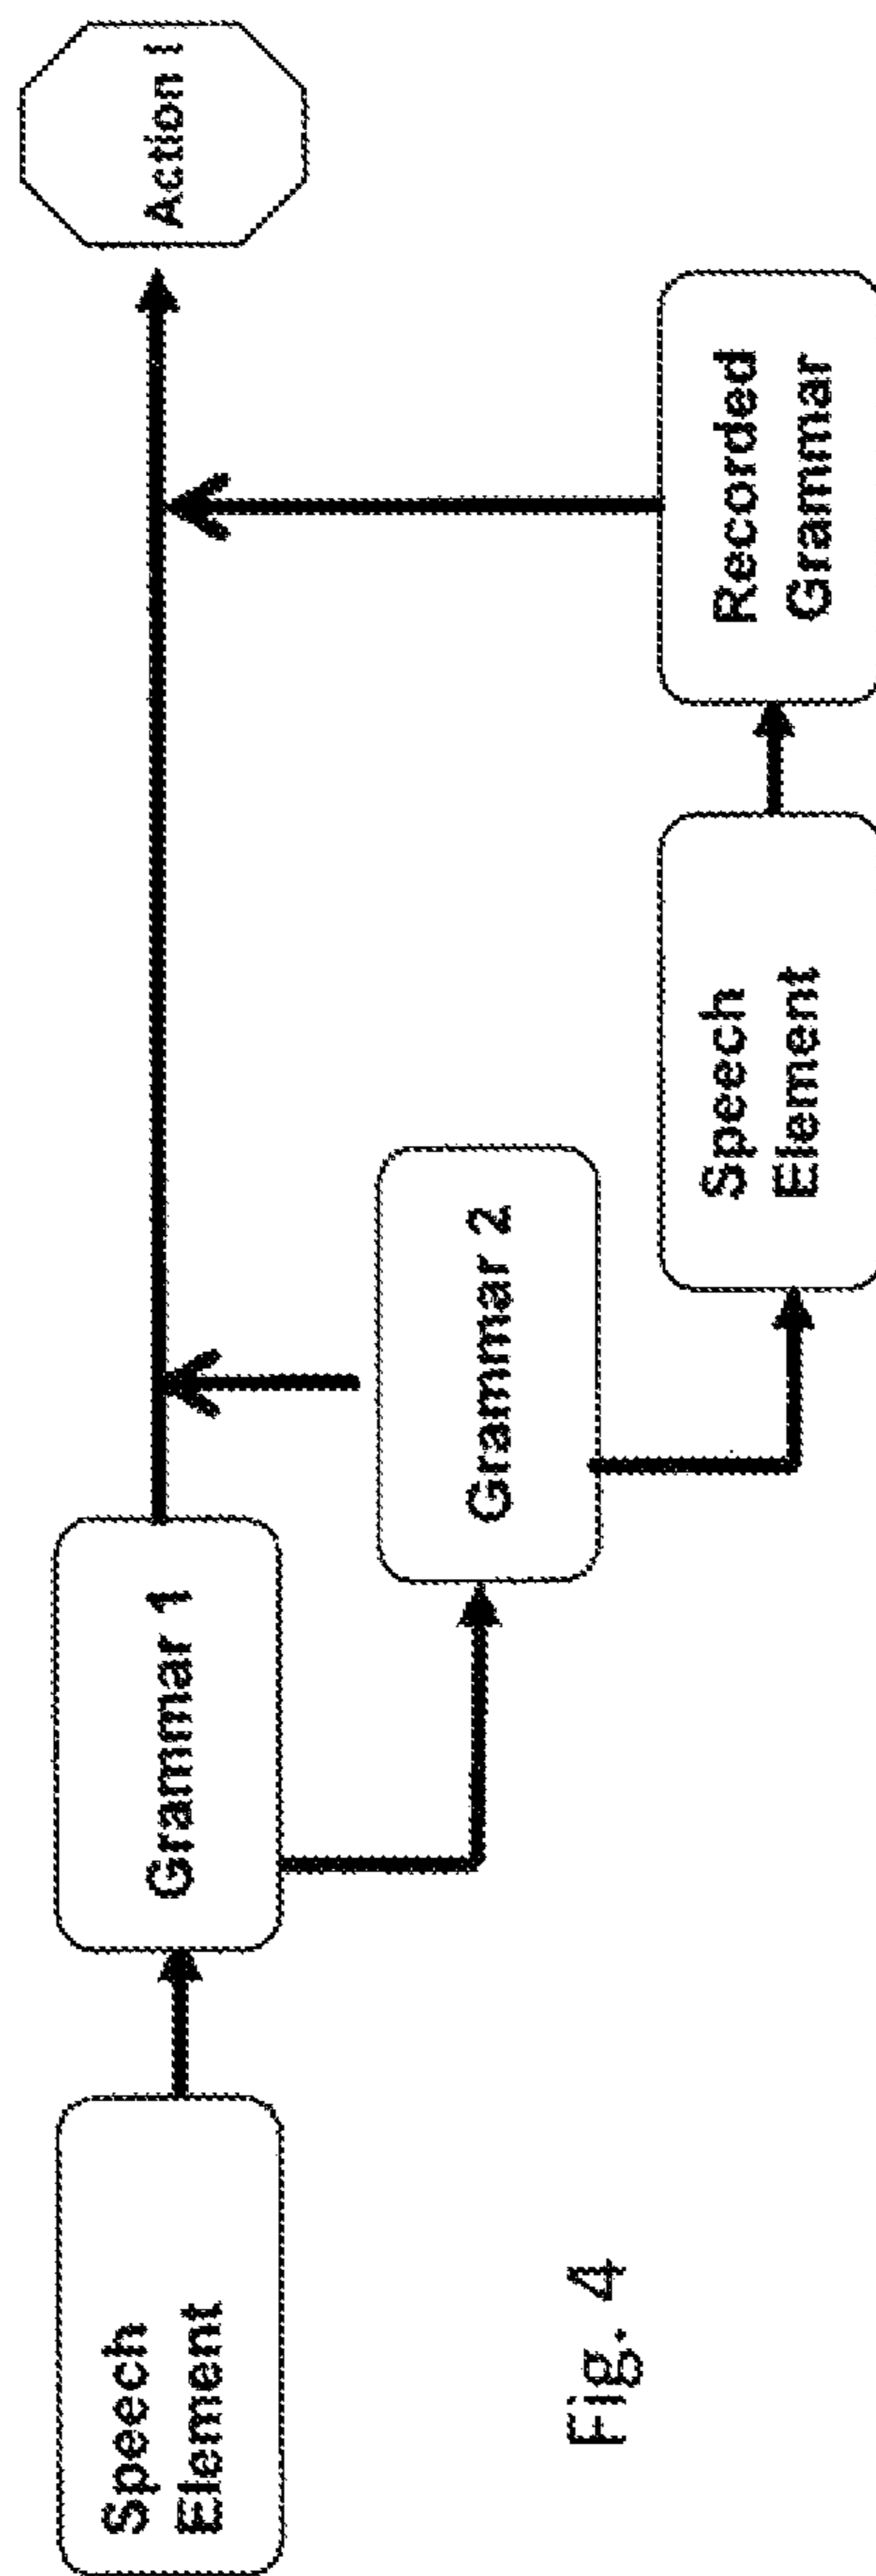 Speech
Element
Grammar 1
Action I
Grammar 2
Speech
Element
Recorded
Grammar
Fig. 4